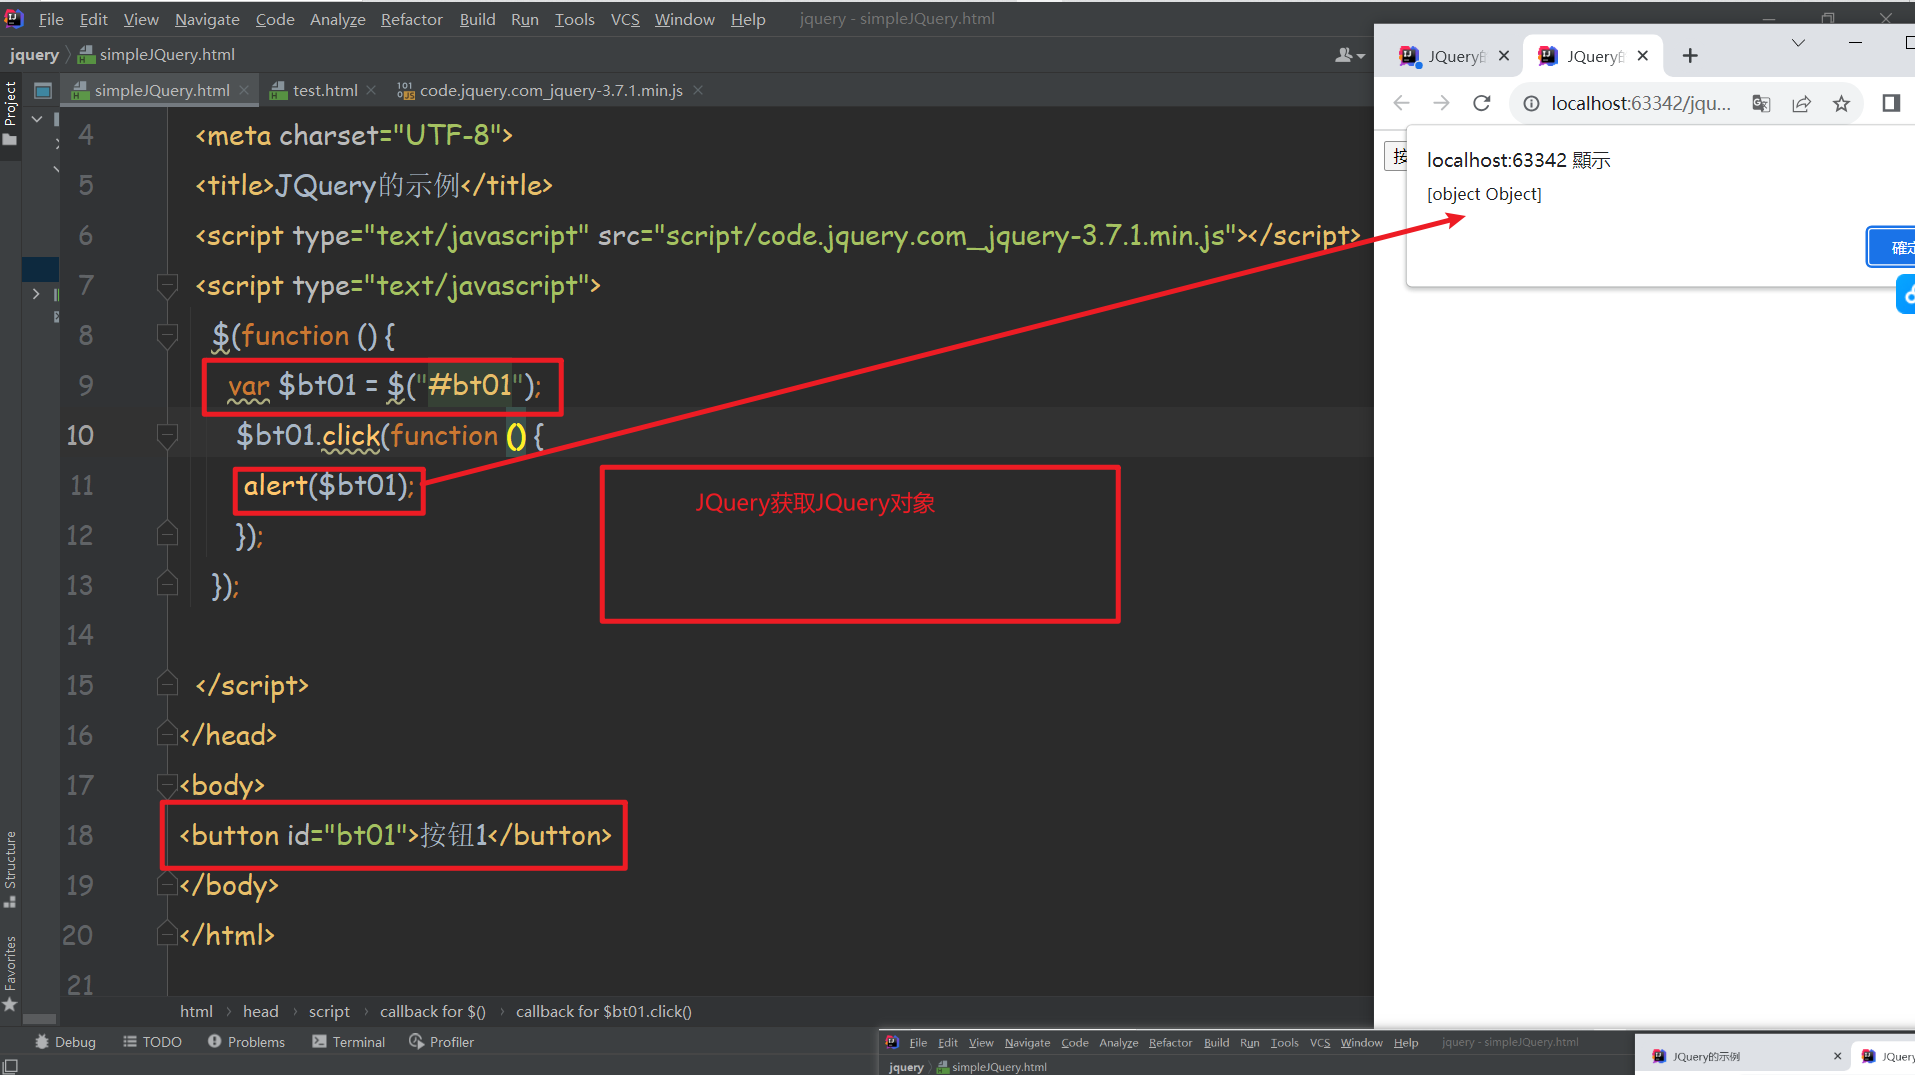 File Edit View Navigate Code Analyze Refactor Build Run Tools VCS Window Help jquery - simpleJQuery.html
jquery simpleJQuery.html
simpleJQuery.html test.html code.jquery.com_jquery-3.7.1.min.js
Project
4 <meta charset="UTF-8">
5 <title>JQuery的示例</title>
6 <script type="text/javascript" src="script/code.jquery.com_jquery-3.7.1.min.js"></script>
7 <script type="text/javascript">
8 $(function () {
9 var $bt01 = $("#bt01");
10 $bt01.click(function () {
11 alert($bt01);
12 });
13 });
14
15 </script>
16 </head>
17 <body>
18 <button id="bt01">按钮1</button>
19 </body>
20 </html>
21
JQuery获取JQuery对象
Structure
Favorites
html head script callback for $() callback for $bt01.click()
Debug TODO Problems Terminal Profiler
JQuery JQuery
localhost:63342/jqu...
按
localhost:63342 顯示
[object Object]
確定
File Edit View Navigate Code Analyze Refactor Build Run Tools VCS Window Help jquery - simpleJQuery.html
jquery simpleJQuery.html
JQuery的示例 JQuery